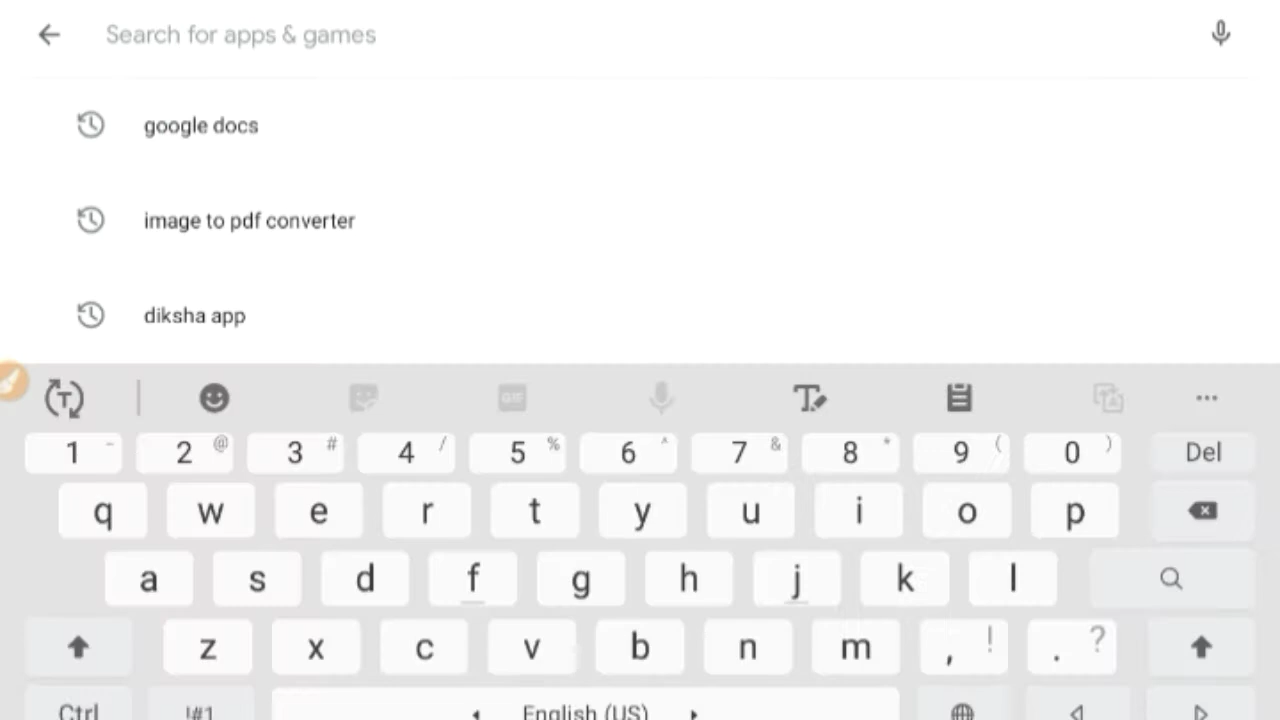 Search for apps & games
google docs
image to pdf converter
diksha app
GIF
1 - 2 @ 3 # 4 / 5 % 6 ^ 7 & 8 * 9 ( 0 ) Del
q w e r t y u i o p
a s d f g h j k l
z x c v b n m , ! . ?
Ctrl !#1 English (US)